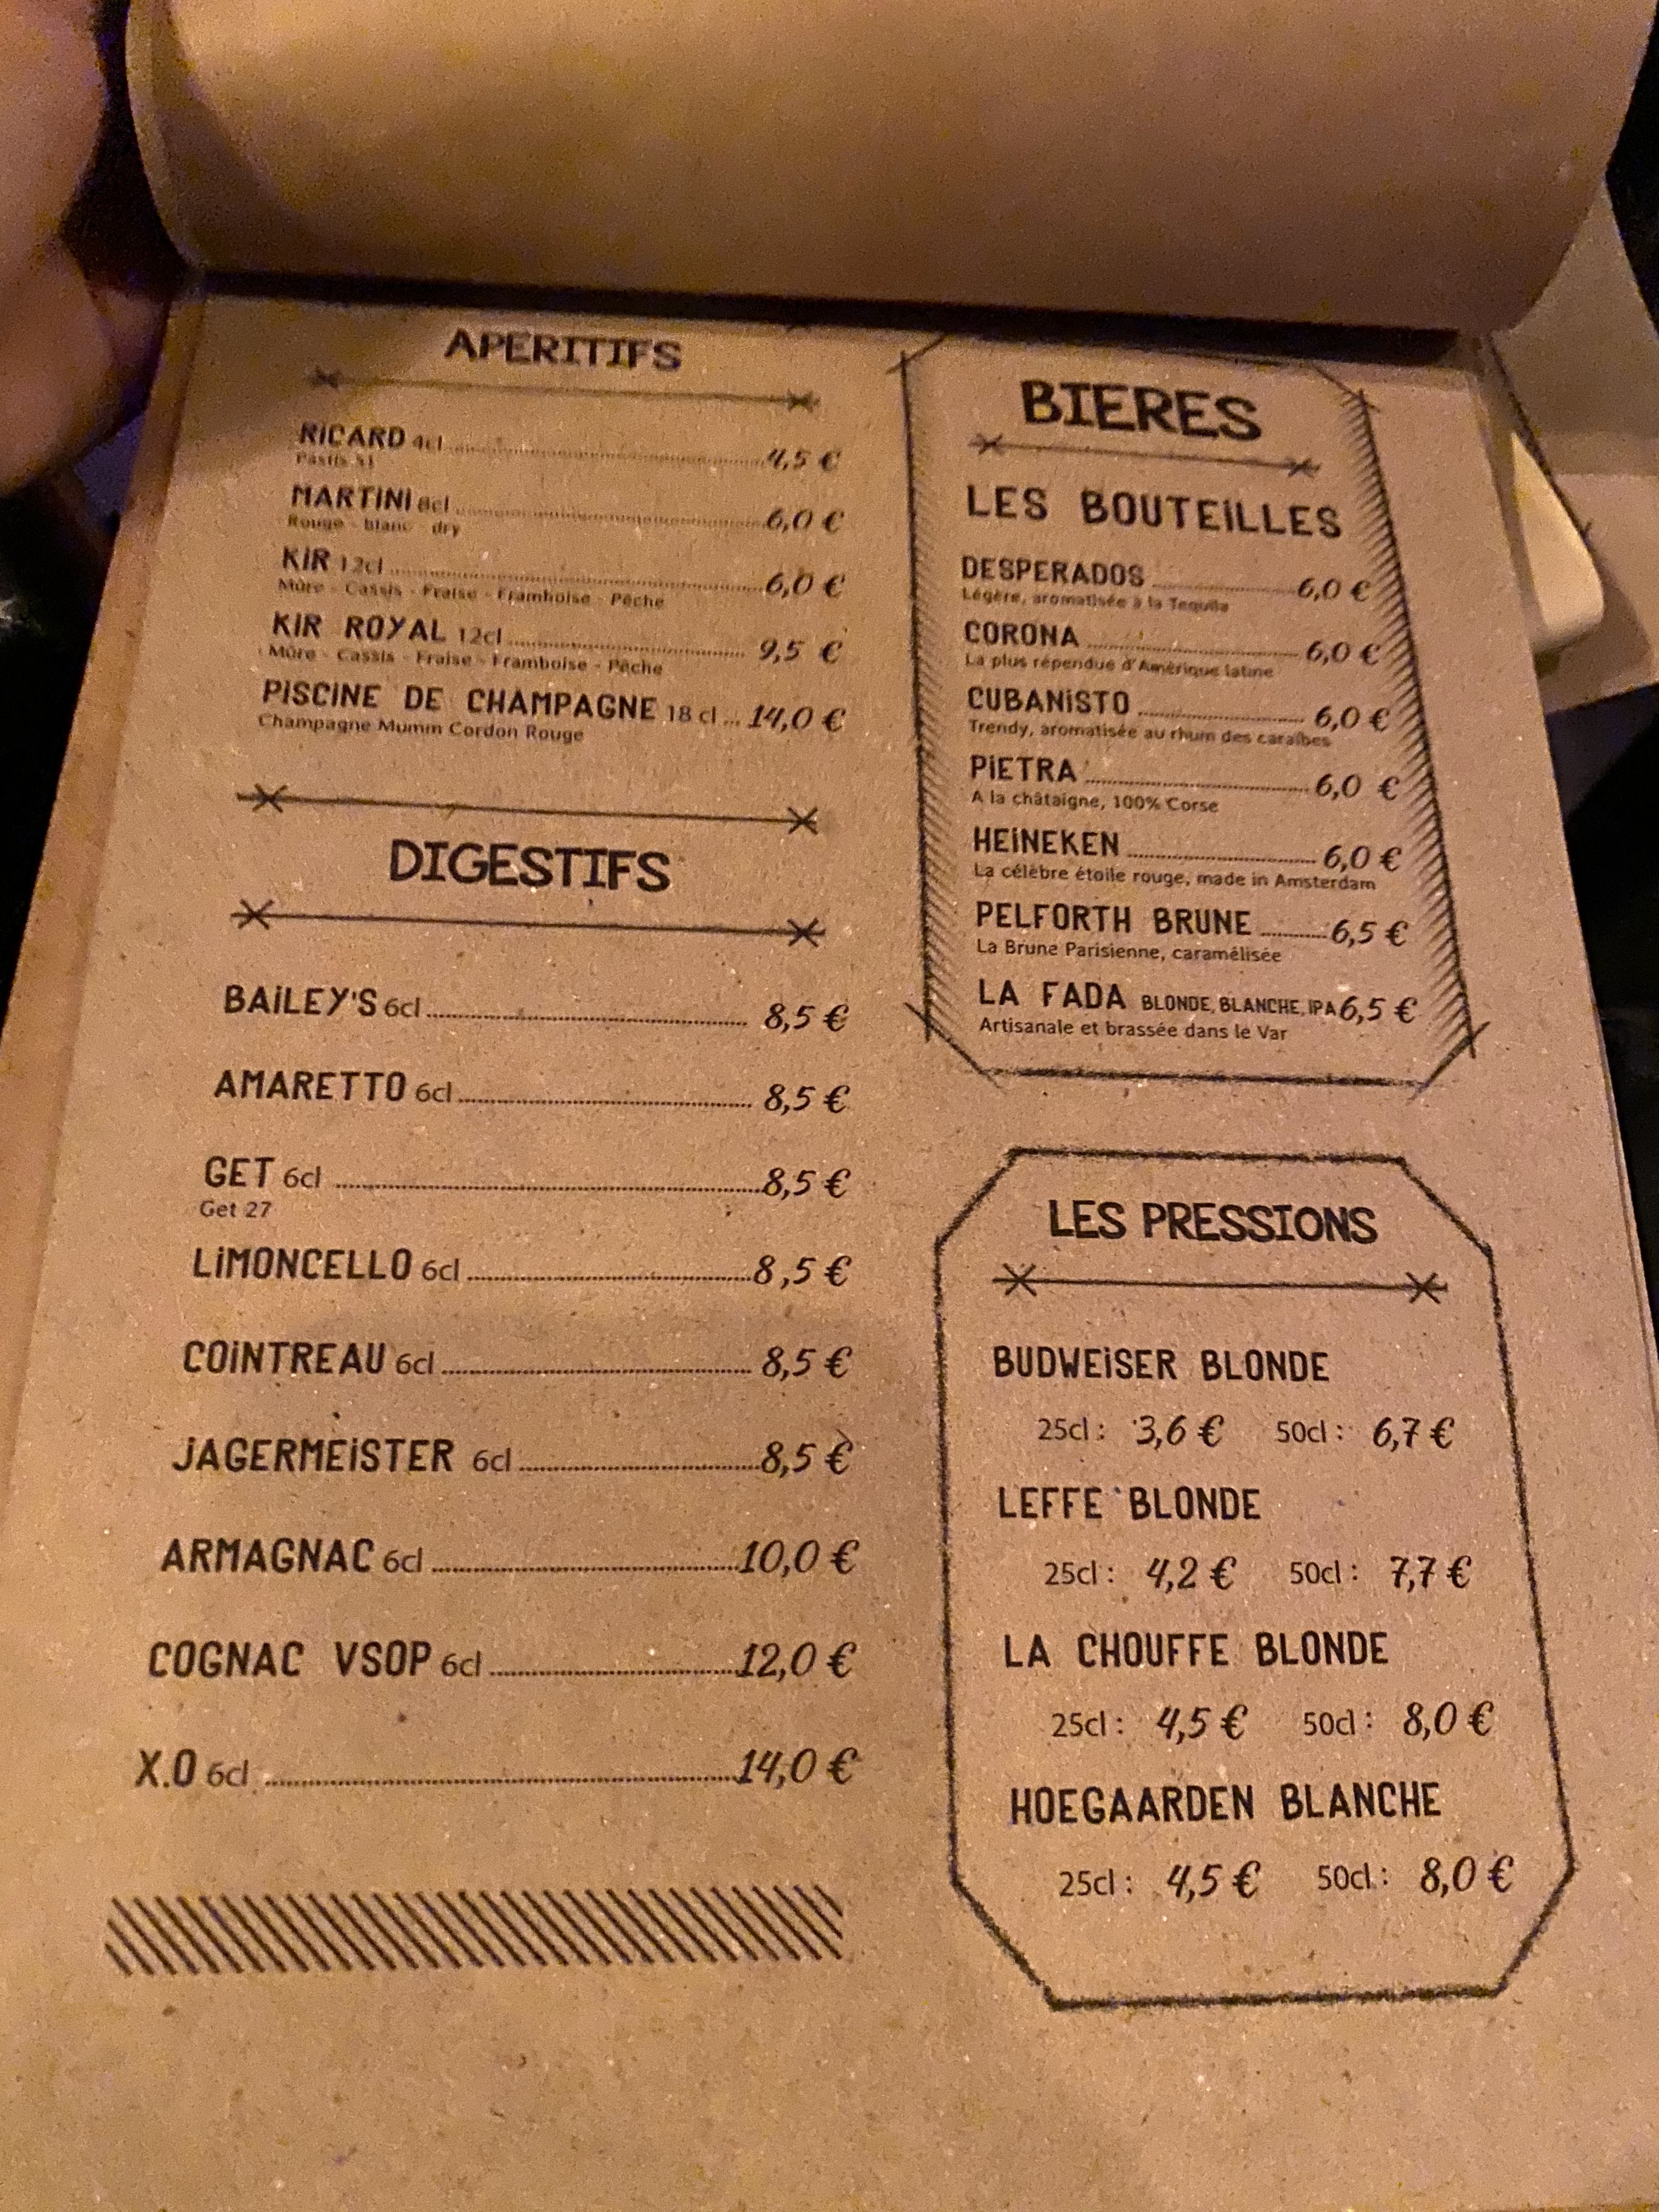 APERITIFS
RICARD 4cl 4,5 €
Pastis 51
MARTINI 8cl 6,0 €
Rouge - blanc - dry
KIR 12cl 6,0 €
Mûre - Cassis - Fraise - Framboise - Pêche
KIR ROYAL 12cl 9,5 €
Mûre - Cassis - Fraise - Framboise - Pêche
PISCINE DE CHAMPAGNE 18 cl ... 14,0 €
Champagne Mumm Cordon Rouge
DIGESTIFS
BAILEY'S 6cl 8,5 €
AMARETTO 6cl 8,5 €
GET 6cl 8,5 €
Get 27
LIMONCELLO 6cl 8,5 €
COINTREAU 6cl 8,5 €
JAGERMEISTER 6cl 8,5 €
ARMAGNAC 6cl 10,0 €
COGNAC VSOP 6cl 12,0 €
X.O 6cl 14,0 €
BIERES
LES BOUTEILLES
DESPERADOS 6,0 €
Légère, aromatisée à la Tequila
CORONA 6,0 €
La plus répendue d'Amérique latine
CUBANISTO 6,0 €
Trendy, aromatisée au rhum des caraïbes
PIETRA 6,0 €
A la châtaigne, 100% Corse
HEINEKEN 6,0 €
La célèbre étoile rouge, made in Amsterdam
PELFORTH BRUNE 6,5 €
La Brune Parisienne, caramélisée
LA FADA BLONDE, BLANCHE, IPA 6,5 €
Artisanale et brassée dans le Var
LES PRESSIONS
BUDWEISER BLONDE
25cl : 3,6 € 50cl : 6,7 €
LEFFE BLONDE
25cl : 4,2 € 50cl : 7,7 €
LA CHOUFFE BLONDE
25cl : 4,5 € 50cl : 8,0 €
HOEGAARDEN BLANCHE
25cl : 4,5 € 50cl : 8,0 €